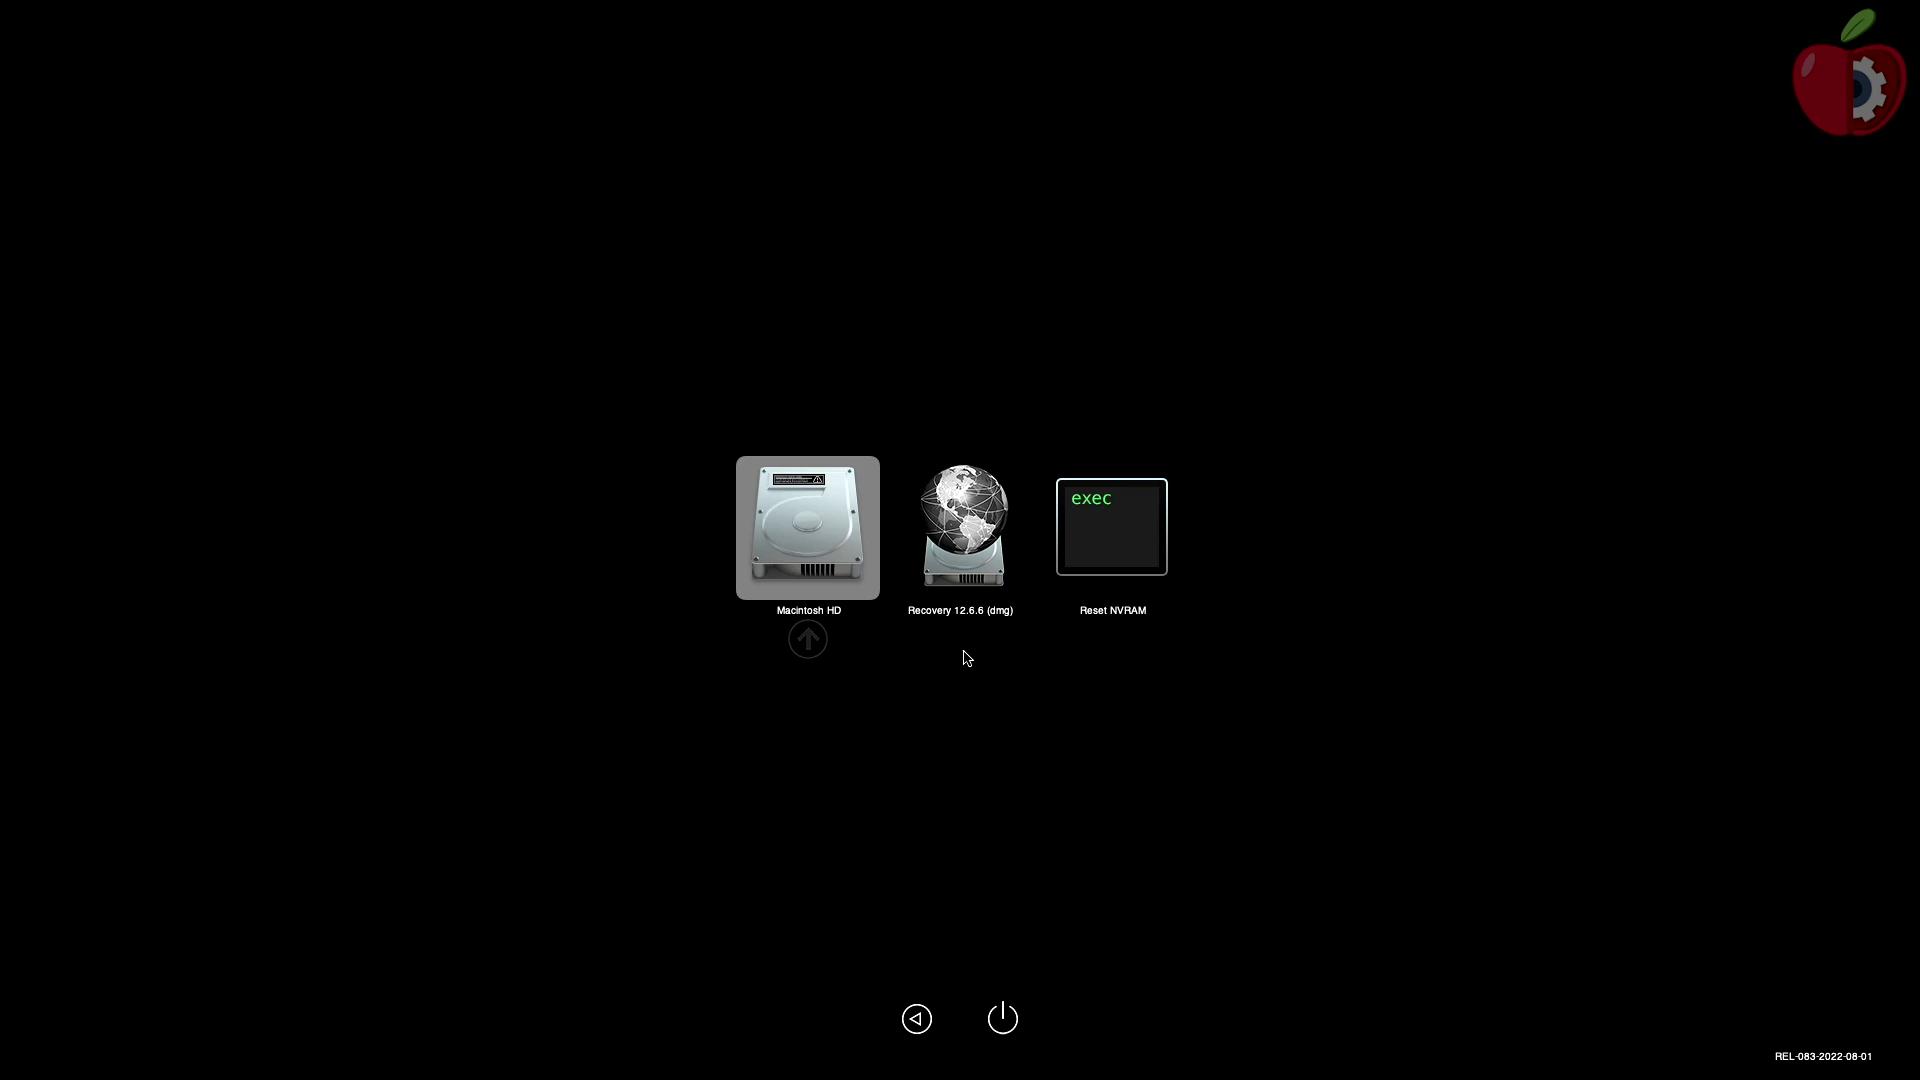 exec
Macintosh HD
Recovery 12.6.6 (dmg)
Reset NVRAM
REL-083-2022-08-01